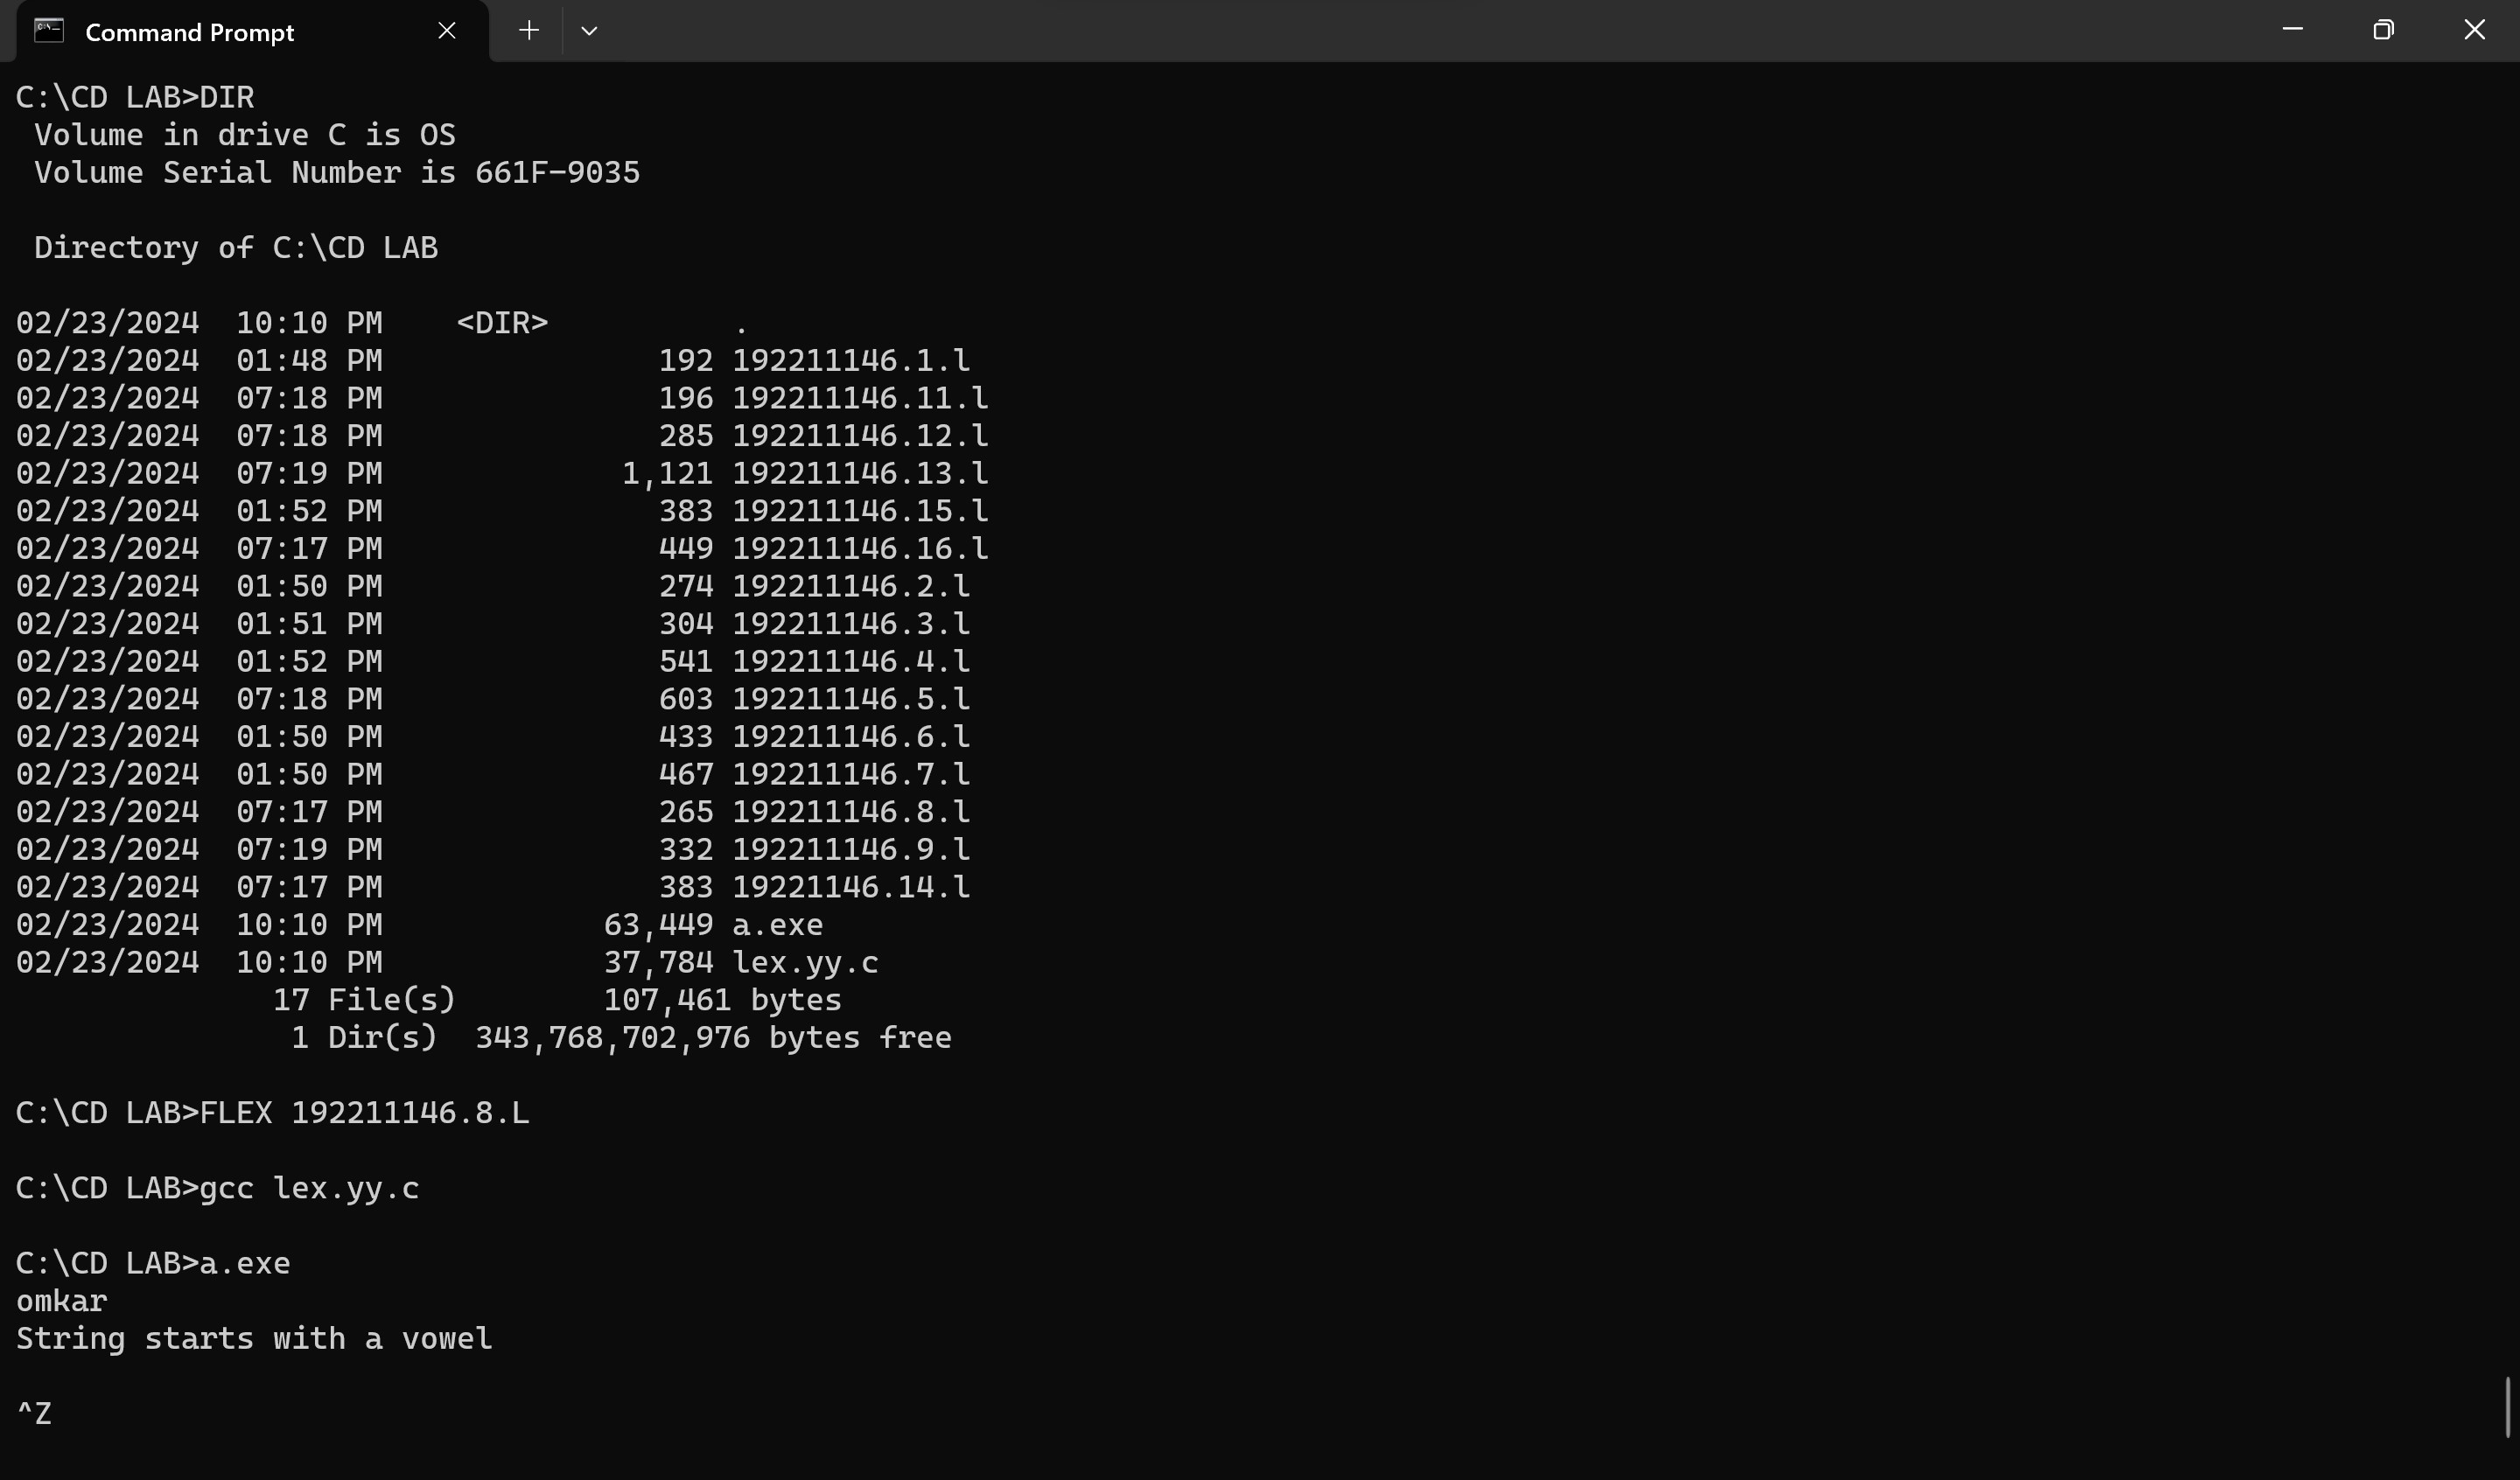 Command Prompt
C:\CD LAB>DIR
 Volume in drive C is OS
 Volume Serial Number is 661F-9035

 Directory of C:\CD LAB

02/23/2024  10:10 PM    <DIR>          .
02/23/2024  01:48 PM               192 192211146.1.l
02/23/2024  07:18 PM               196 192211146.11.l
02/23/2024  07:18 PM               285 192211146.12.l
02/23/2024  07:19 PM             1,121 192211146.13.l
02/23/2024  01:52 PM               383 192211146.15.l
02/23/2024  07:17 PM               449 192211146.16.l
02/23/2024  01:50 PM               274 192211146.2.l
02/23/2024  01:51 PM               304 192211146.3.l
02/23/2024  01:52 PM               541 192211146.4.l
02/23/2024  07:18 PM               603 192211146.5.l
02/23/2024  01:50 PM               433 192211146.6.l
02/23/2024  01:50 PM               467 192211146.7.l
02/23/2024  07:17 PM               265 192211146.8.l
02/23/2024  07:19 PM               332 192211146.9.l
02/23/2024  07:17 PM               383 19221146.14.l
02/23/2024  10:10 PM            63,449 a.exe
02/23/2024  10:10 PM            37,784 lex.yy.c
              17 File(s)        107,461 bytes
               1 Dir(s)  343,768,702,976 bytes free

C:\CD LAB>FLEX 192211146.8.L

C:\CD LAB>gcc lex.yy.c

C:\CD LAB>a.exe
omkar
String starts with a vowel

^Z